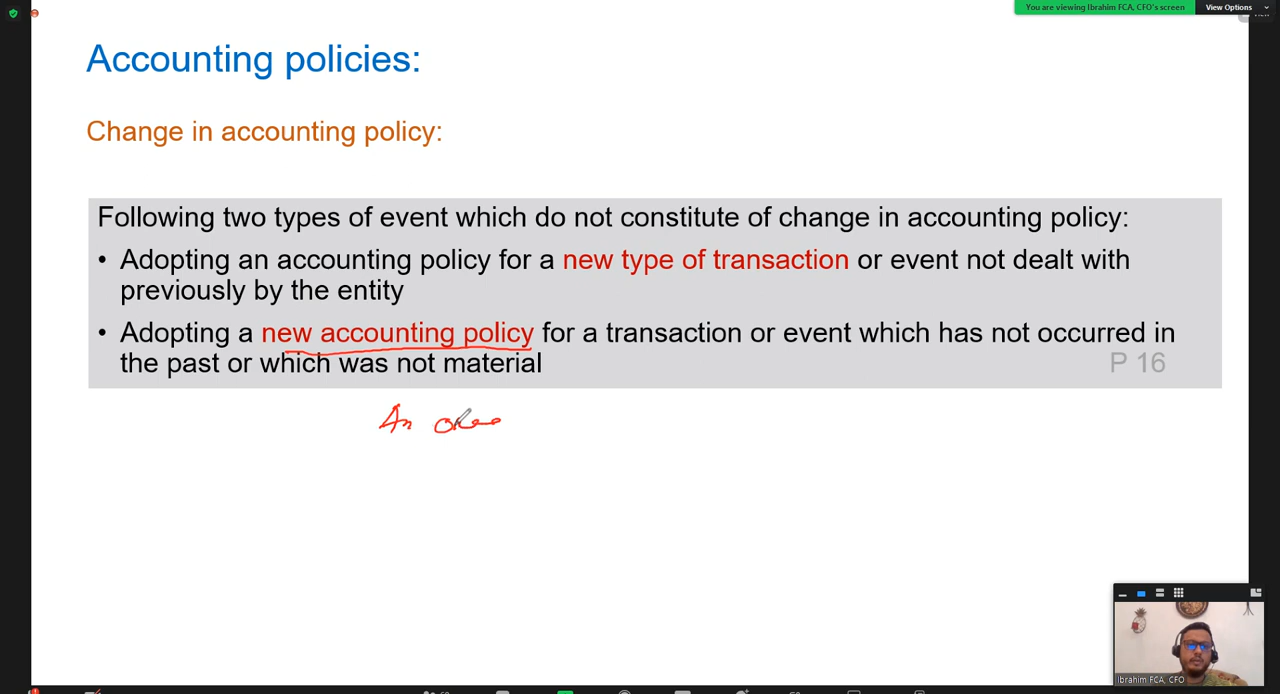 You are viewing Ibrahim FCA, CFO's screen
View Options
Accounting policies:
Change in accounting policy:
Following two types of event which do not constitute of change in accounting policy:
• Adopting an accounting policy for a new type of transaction or event not dealt with
previously by the entity
• Adopting a new accounting policy for a transaction or event which has not occurred in
the past or which was not material
P 16
An
Ibrahim FCA, CFO